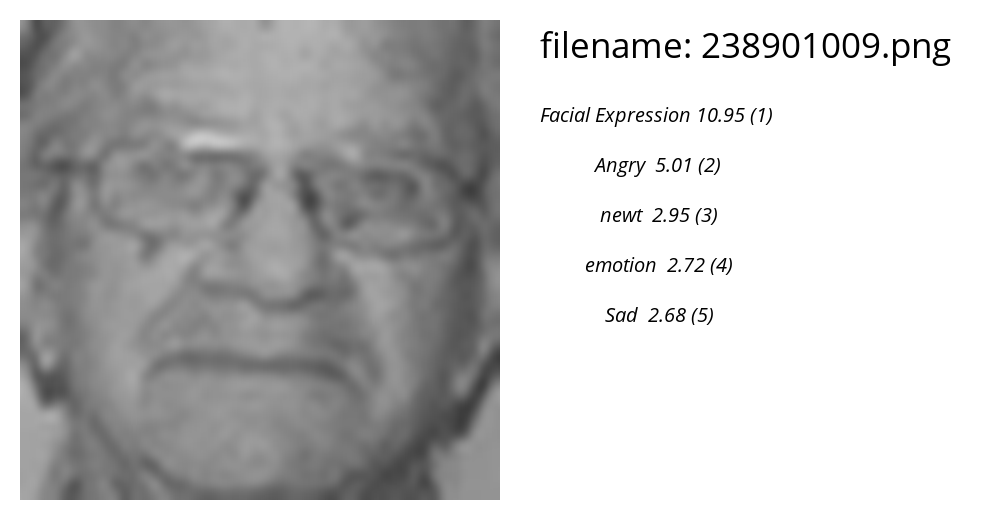 filename: 238901009.png
Facial Expression 10.95 (1)
Angry 5.01 (2)
newt 2.95 (3)
emotion 2.72 (4)
Sad 2.68 (5)